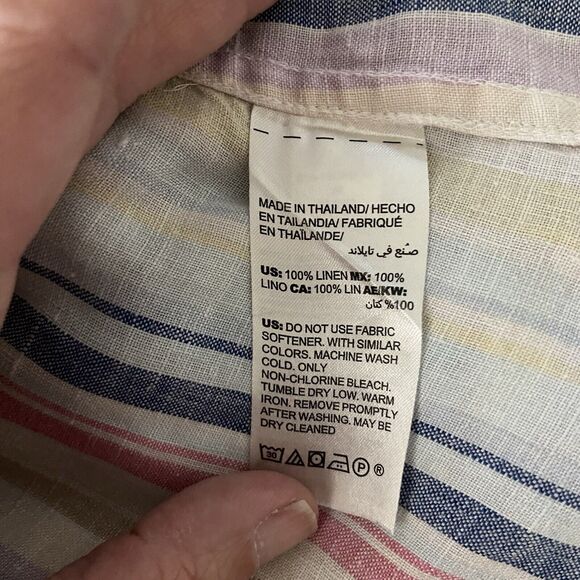 MADE IN THAILAND/ HECHO
EN TAILANDIA/ FABRIQUÉ
EN THAÏLANDE/
صنع في تايلاند
US: 100% LINEN MX: 100%
LINO CA: 100% LIN AE/KW:
100% كتان
US: DO NOT USE FABRIC
SOFTENER. WITH SIMILAR
COLORS. MACHINE WASH
COLD. ONLY
NON-CHLORINE BLEACH.
TUMBLE DRY LOW. WARM
IRON. REMOVE PROMPTLY
AFTER WASHING. MAY BE
DRY CLEANED
30 P ®